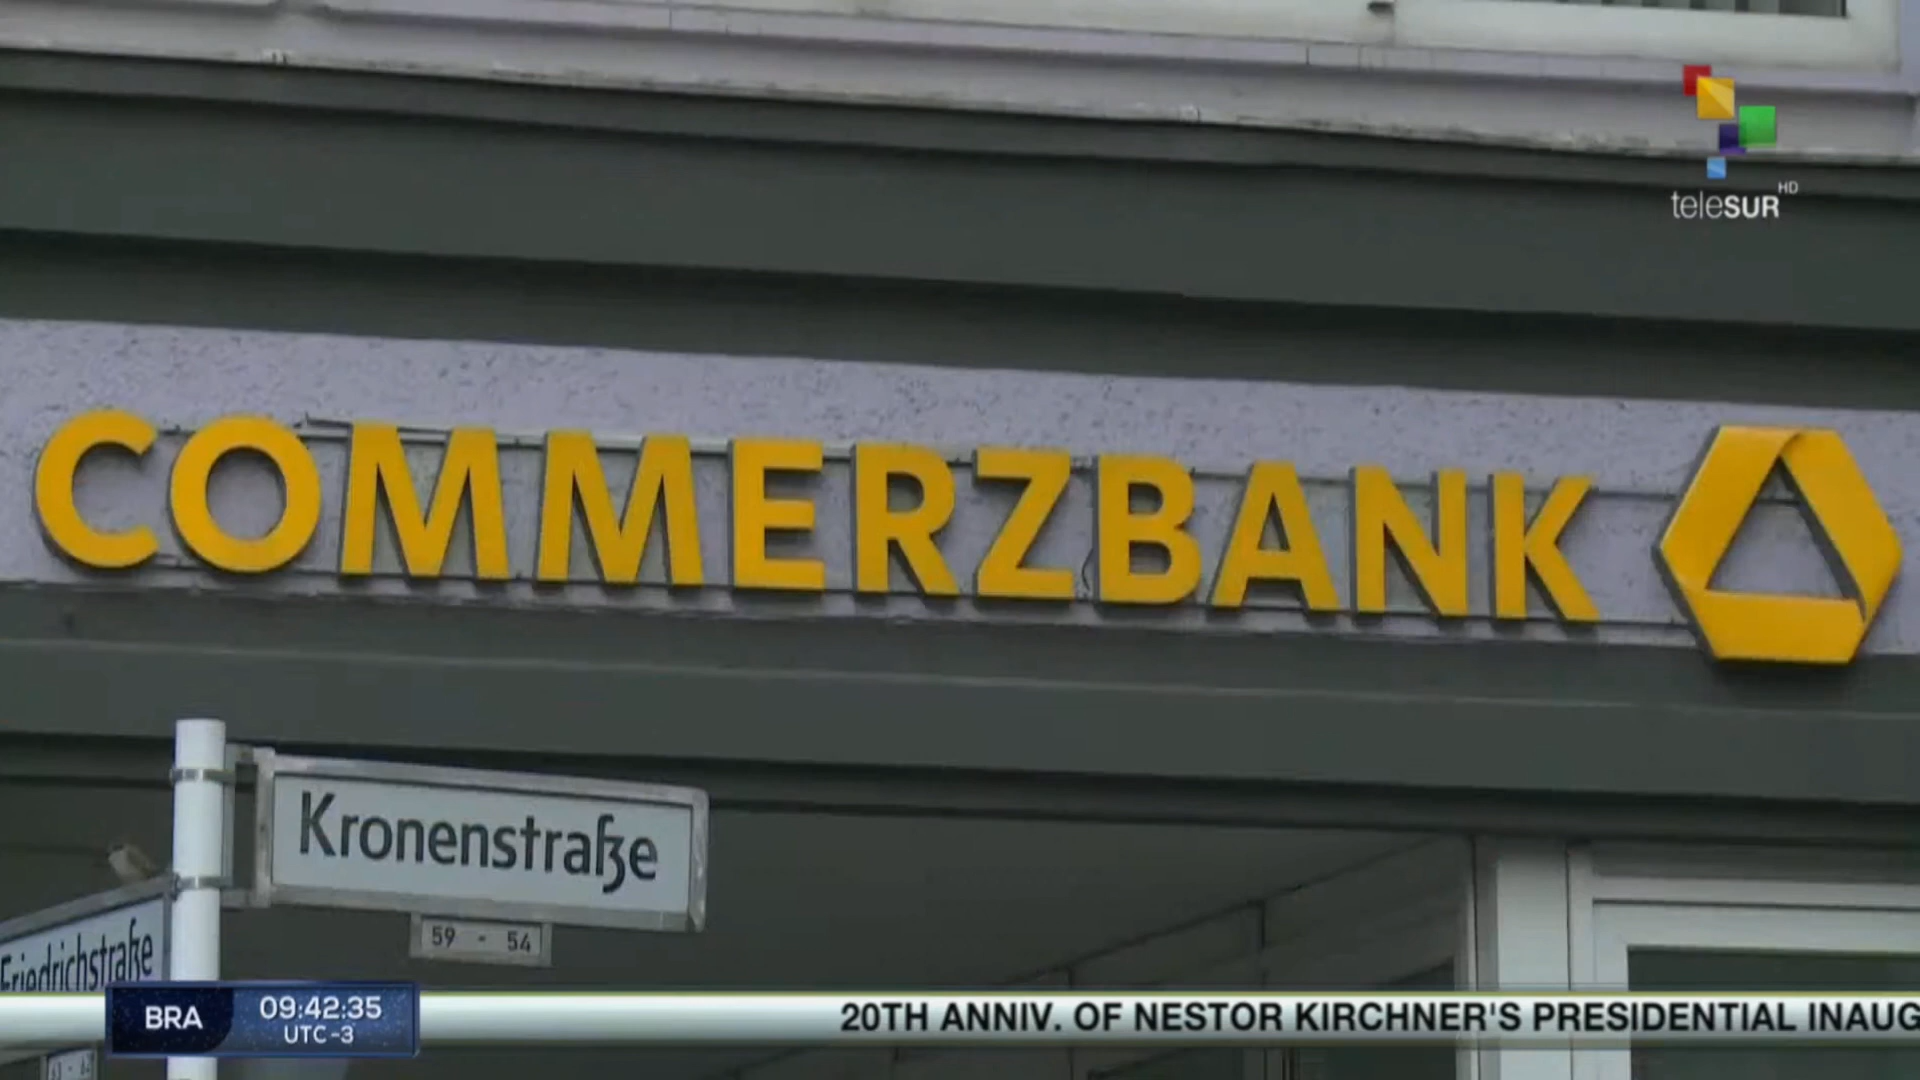 HD
teleSUR
COMMERZBANK
Kronenstraße
59 - 54
Friedrichstraße
BRA
09:42:35
UTC-3
20TH ANNIV. OF NESTOR KIRCHNER'S PRESIDENTIAL INAUG